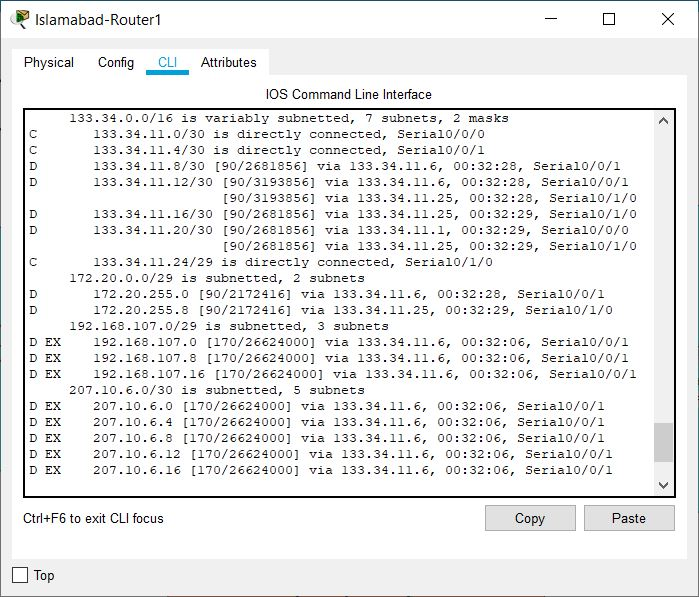 Islamabad-Router1
Physical Config CLI Attributes
IOS Command Line Interface
     133.34.0.0/16 is variably subnetted, 7 subnets, 2 masks
C       133.34.11.0/30 is directly connected, Serial0/0/0
C       133.34.11.4/30 is directly connected, Serial0/0/1
D       133.34.11.8/30 [90/2681856] via 133.34.11.6, 00:32:28, Serial0/0/1
D       133.34.11.12/30 [90/3193856] via 133.34.11.6, 00:32:28, Serial0/0/1
                        [90/3193856] via 133.34.11.25, 00:32:28, Serial0/1/0
D       133.34.11.16/30 [90/2681856] via 133.34.11.25, 00:32:29, Serial0/1/0
D       133.34.11.20/30 [90/2681856] via 133.34.11.1, 00:32:29, Serial0/0/0
                        [90/2681856] via 133.34.11.25, 00:32:29, Serial0/1/0
C       133.34.11.24/29 is directly connected, Serial0/1/0
     172.20.0.0/29 is subnetted, 2 subnets
D       172.20.255.0 [90/2172416] via 133.34.11.6, 00:32:28, Serial0/0/1
D       172.20.255.8 [90/2172416] via 133.34.11.25, 00:32:29, Serial0/1/0
     192.168.107.0/29 is subnetted, 3 subnets
D EX    192.168.107.0 [170/26624000] via 133.34.11.6, 00:32:06, Serial0/0/1
D EX    192.168.107.8 [170/26624000] via 133.34.11.6, 00:32:06, Serial0/0/1
D EX    192.168.107.16 [170/26624000] via 133.34.11.6, 00:32:06, Serial0/0/1
     207.10.6.0/30 is subnetted, 5 subnets
D EX    207.10.6.0 [170/26624000] via 133.34.11.6, 00:32:06, Serial0/0/1
D EX    207.10.6.4 [170/26624000] via 133.34.11.6, 00:32:06, Serial0/0/1
D EX    207.10.6.8 [170/26624000] via 133.34.11.6, 00:32:06, Serial0/0/1
D EX    207.10.6.12 [170/26624000] via 133.34.11.6, 00:32:06, Serial0/0/1
D EX    207.10.6.16 [170/26624000] via 133.34.11.6, 00:32:06, Serial0/0/1
Ctrl+F6 to exit CLI focus Copy Paste
Top